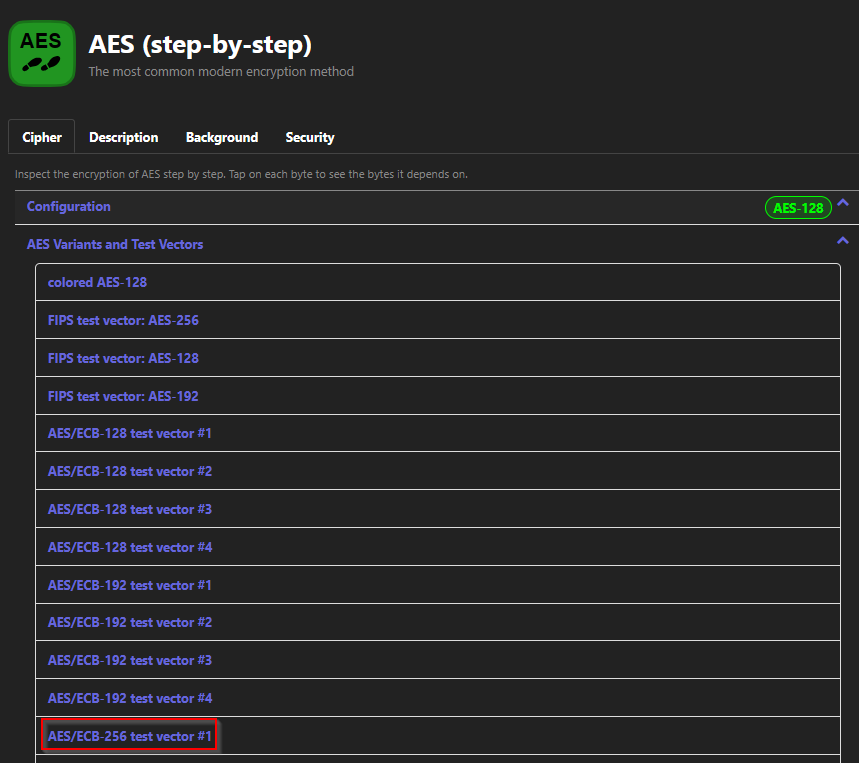 AES
AES (step-by-step)
The most common modern encryption method
Cipher Description Background Security
Inspect the encryption of AES step by step. Tap on each byte to see the bytes it depends on.
Configuration AES-128
AES Variants and Test Vectors
colored AES-128
FIPS test vector: AES-256
FIPS test vector: AES-128
FIPS test vector: AES-192
AES/ECB-128 test vector #1
AES/ECB-128 test vector #2
AES/ECB-128 test vector #3
AES/ECB-128 test vector #4
AES/ECB-192 test vector #1
AES/ECB-192 test vector #2
AES/ECB-192 test vector #3
AES/ECB-192 test vector #4
AES/ECB-256 test vector #1